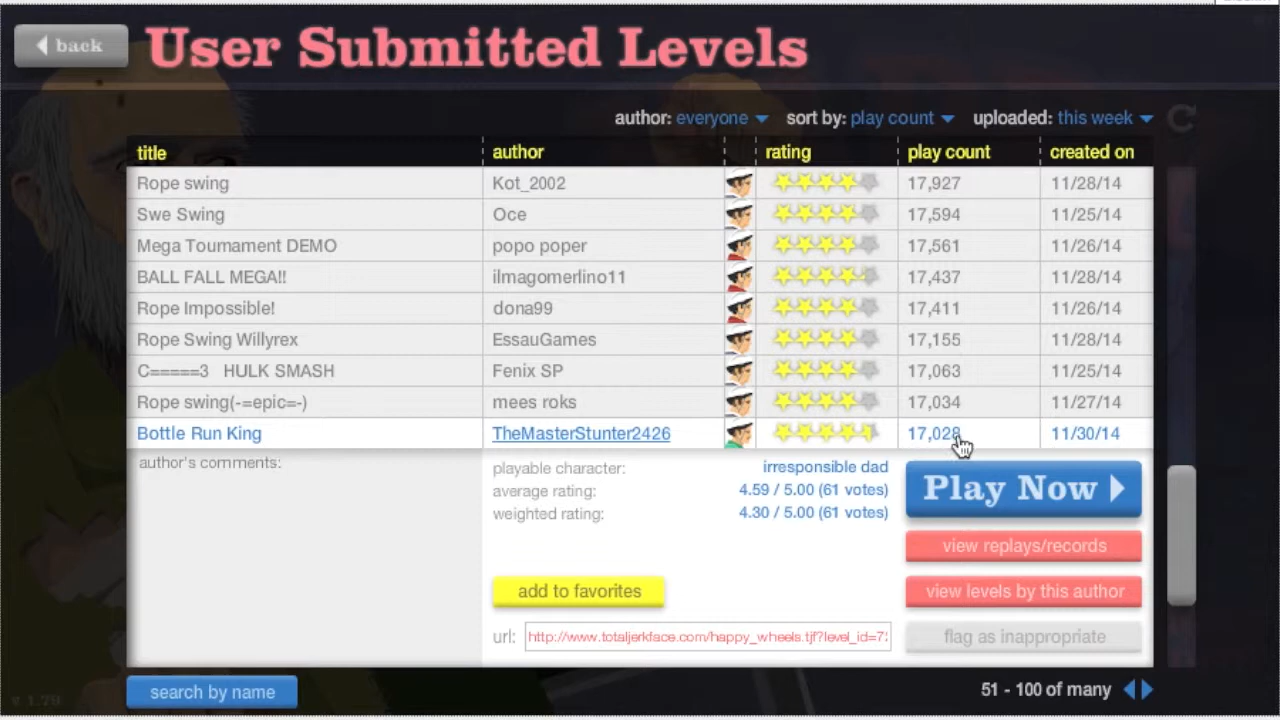 back
User Submitted Levels
author: everyone sort by: play count uploaded: this week
title author rating play count created on
Rope swing Kot_2002 17,927 11/28/14
Swe Swing Oce 17,594 11/25/14
Mega Tournament DEMO popo poper 17,561 11/26/14
BALL FALL MEGA!! ilmagomerlino11 17,437 11/28/14
Rope Impossible! dona99 17,411 11/26/14
Rope Swing Willyrex EssauGames 17,155 11/28/14
C=====3 HULK SMASH Fenix SP 17,063 11/25/14
Rope swing(-=epic=-) mees roks 17,034 11/27/14
Bottle Run King TheMasterStunter2426 17,028 11/30/14
author's comments:
playable character: irresponsible dad
average rating: 4.59 / 5.00 (61 votes)
weighted rating: 4.30 / 5.00 (61 votes)
Play Now
view replays/records
add to favorites
view levels by this author
url: http://www.totaljerkface.com/happy_wheels.tjf?level_id=7
flag as inappropriate
search by name
51 - 100 of many
v 1.79